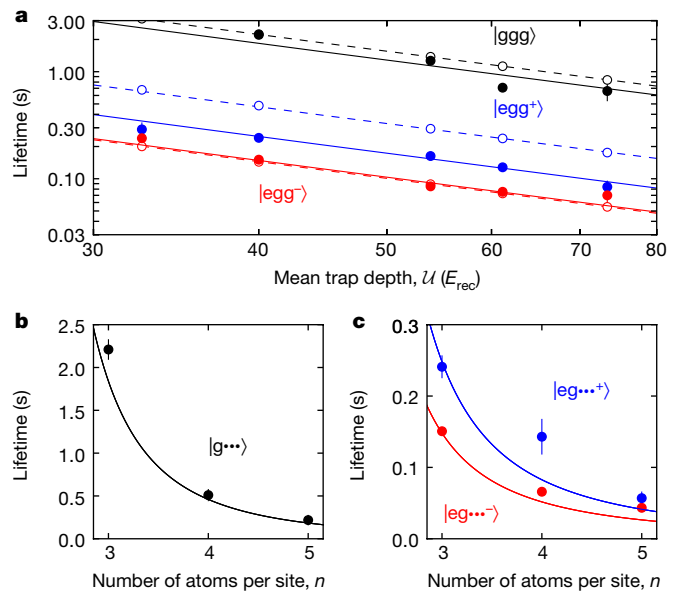 a
3.00
1.00
0.30
0.10
0.03
Lifetime (s)
|ggg⟩
|egg⁺⟩
|egg⁻⟩
30 40 50 60 70 80
Mean trap depth, 𝒰 (E_rec)
b
2.5
2.0
1.5
1.0
0.5
0.0
Lifetime (s)
|g•••⟩
3 4 5
Number of atoms per site, n
c
0.3
0.2
0.1
0.0
Lifetime (s)
|eg•••⁺⟩
|eg•••⁻⟩
3 4 5
Number of atoms per site, n